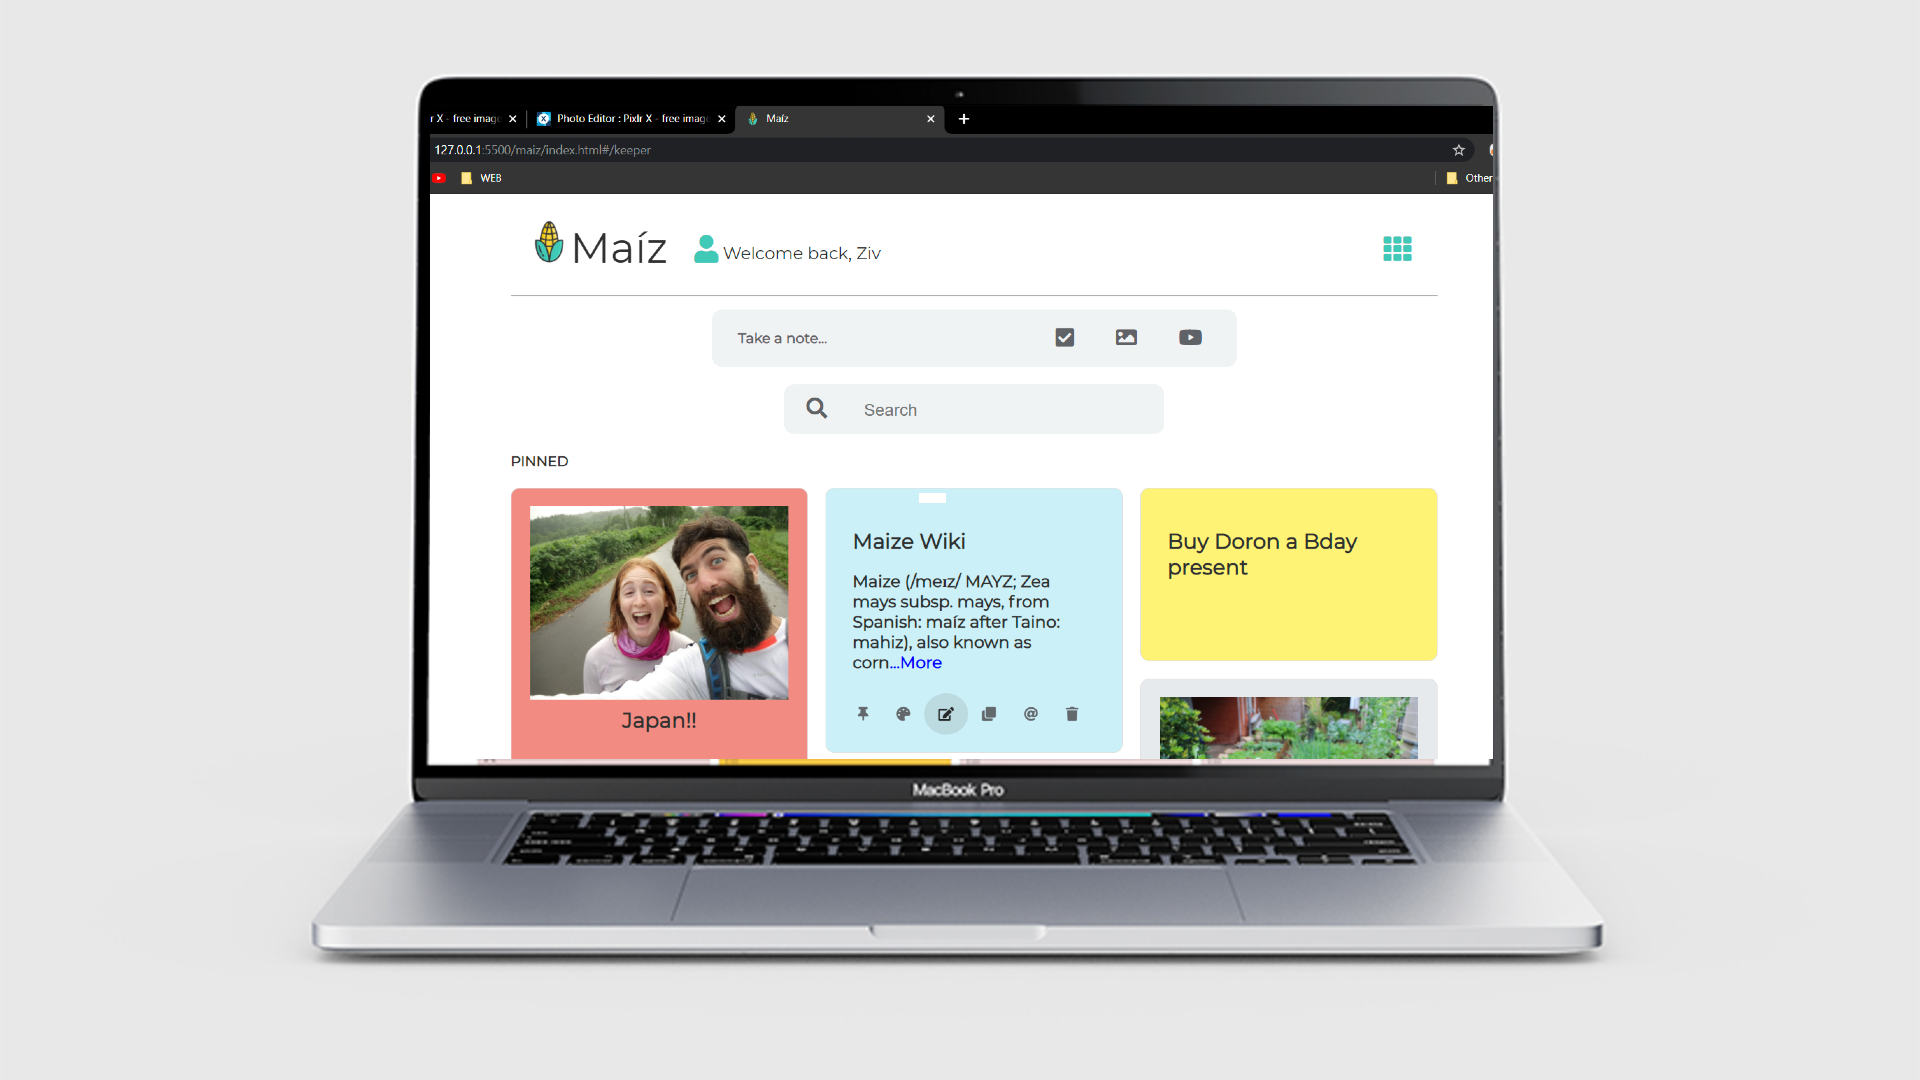 r X - free imag
Photo Editor : Pixlr X - free imag
Maíz
127.0.0.1:5500/maiz/index.html#/keeper
WEB
Other
Maíz
Welcome back, Ziv
Take a note...
Search
PINNED
Japan!!
Maize Wiki
Maize (/meɪz/ MAYZ; Zea
mays subsp. mays, from
Spanish: maíz after Taino:
mahiz), also known as
corn...More
Buy Doron a Bday
present
MacBook Pro